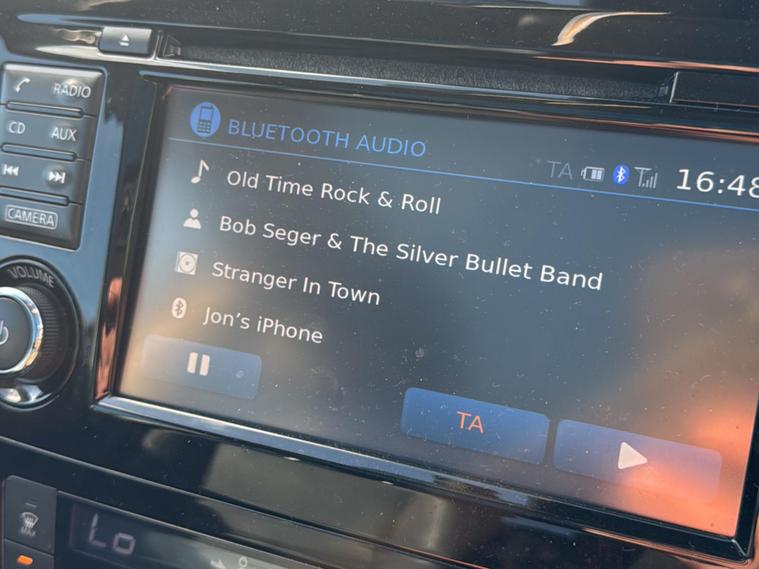 RADIO
CD AUX
CAMERA
VOLUME
BLUETOOTH AUDIO
TA 16:48
Old Time Rock & Roll
Bob Seger & The Silver Bullet Band
Stranger In Town
Jon's iPhone
TA
MAX
Lo